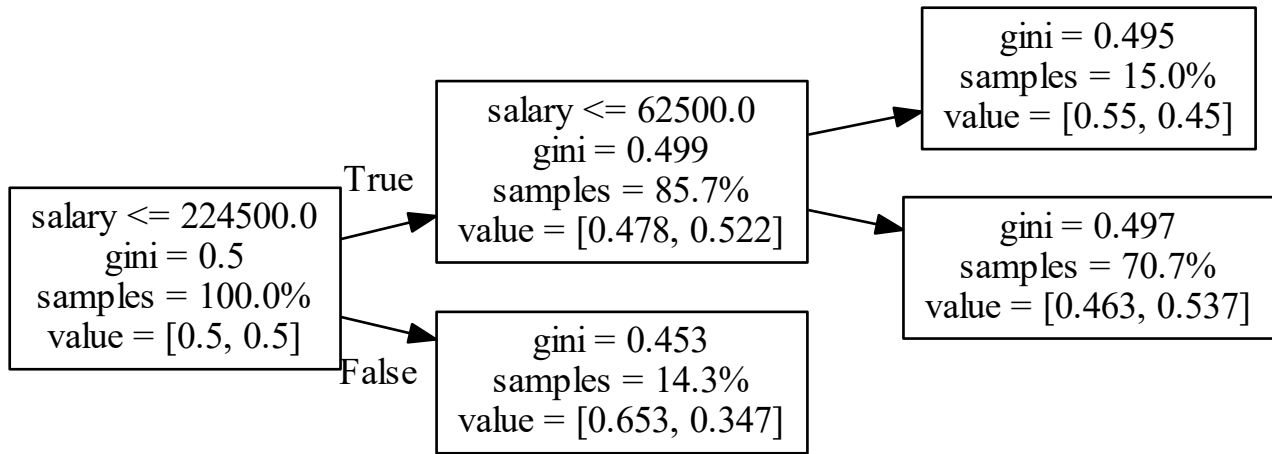 salary <= 224500.0
gini = 0.5
samples = 100.0%
value = [0.5, 0.5]
True
False
salary <= 62500.0
gini = 0.499
samples = 85.7%
value = [0.478, 0.522]
gini = 0.453
samples = 14.3%
value = [0.653, 0.347]
gini = 0.495
samples = 15.0%
value = [0.55, 0.45]
gini = 0.497
samples = 70.7%
value = [0.463, 0.537]